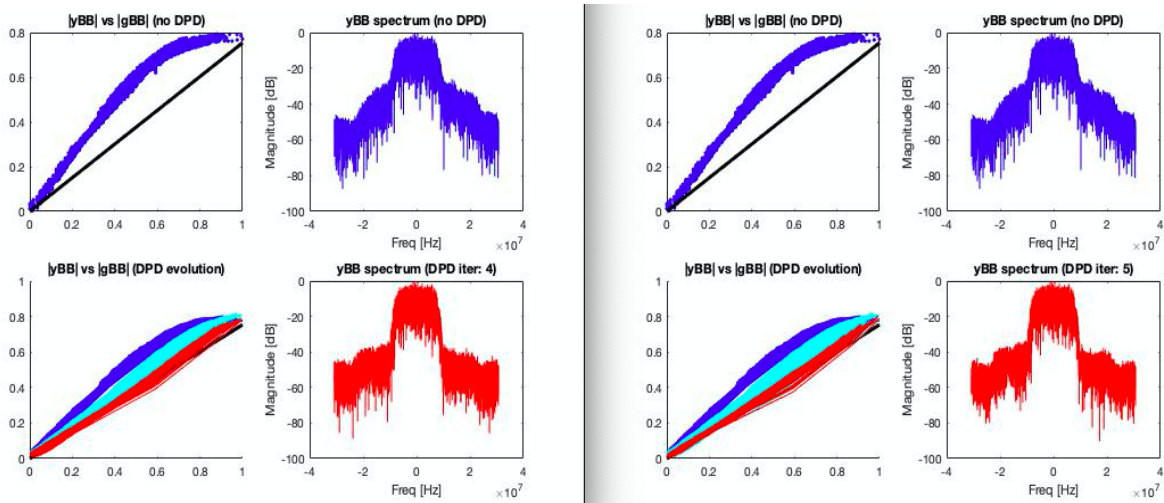 |yBB| vs |gBB| (no DPD)
0.8
0.6
0.4
0.2
0
0 0.2 0.4 0.6 0.8 1
yBB spectrum (no DPD)
Magnitude [dB]
0
-20
-40
-60
-80
-100
-4 -2 0 2 4
Freq [Hz]
×10^7
|yBB| vs |gBB| (no DPD)
0.8
0.6
0.4
0.2
0
0 0.2 0.4 0.6 0.8 1
yBB spectrum (no DPD)
Magnitude [dB]
0
-20
-40
-60
-80
-100
-4 -2 0 2 4
Freq [Hz]
×10^7
|yBB| vs |gBB| (DPD evolution)
1
0.8
0.6
0.4
0.2
0
0 0.2 0.4 0.6 0.8 1
yBB spectrum (DPD iter: 4)
Magnitude [dB]
0
-20
-40
-60
-80
-100
-4 -2 0 2 4
Freq [Hz]
×10^7
|yBB| vs |gBB| (DPD evolution)
1
0.8
0.6
0.4
0.2
0
0 0.2 0.4 0.6 0.8 1
yBB spectrum (DPD iter: 5)
Magnitude [dB]
0
-20
-40
-60
-80
-100
-4 -2 0 2 4
Freq [Hz]
×10^7